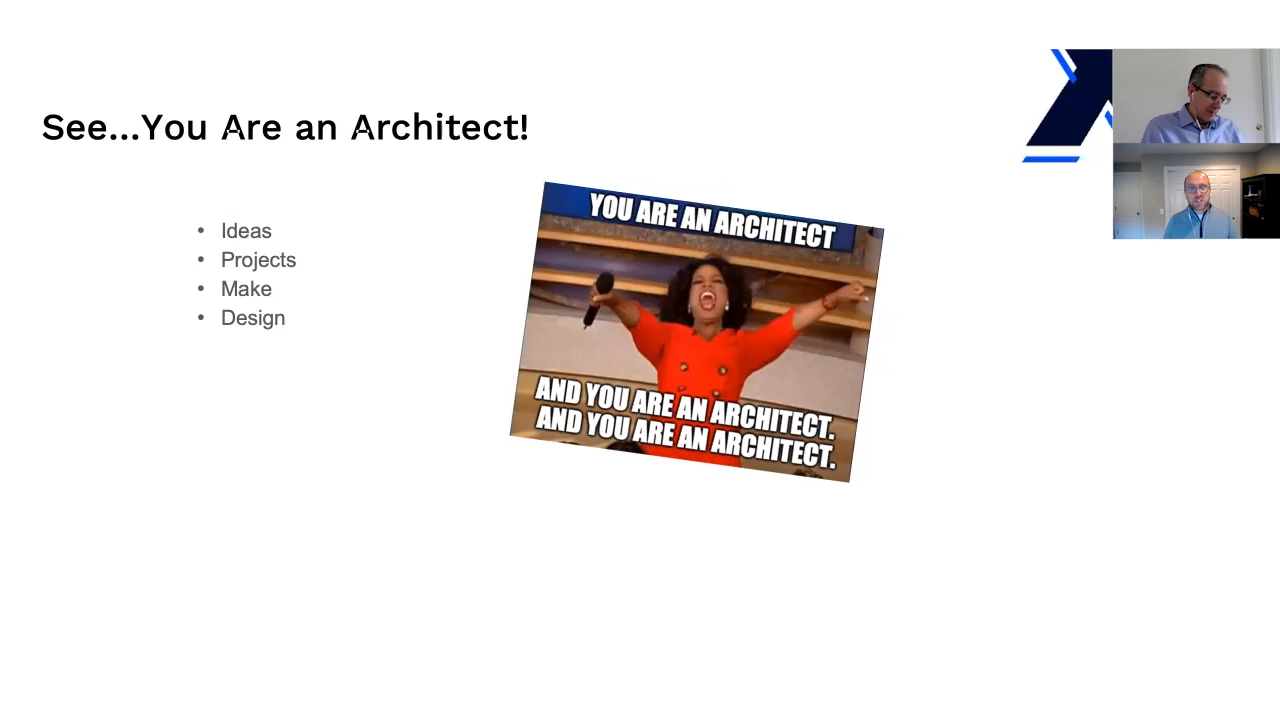 See...You Are an Architect!
• Ideas
• Projects
• Make
• Design
YOU ARE AN ARCHITECT
AND YOU ARE AN ARCHITECT.
AND YOU ARE AN ARCHITECT.